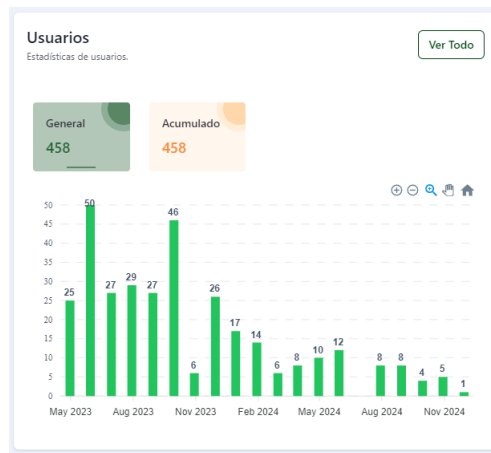 Usuarios
Estadísticas de usuarios.
Ver Todo
General
458
Acumulado
458
50
45
40
35
30
25
20
15
10
5
0
25
50
27
29
27
46
6
26
17
14
6
8
10
12
8
8
4
5
1
May 2023
Aug 2023
Nov 2023
Feb 2024
May 2024
Aug 2024
Nov 2024